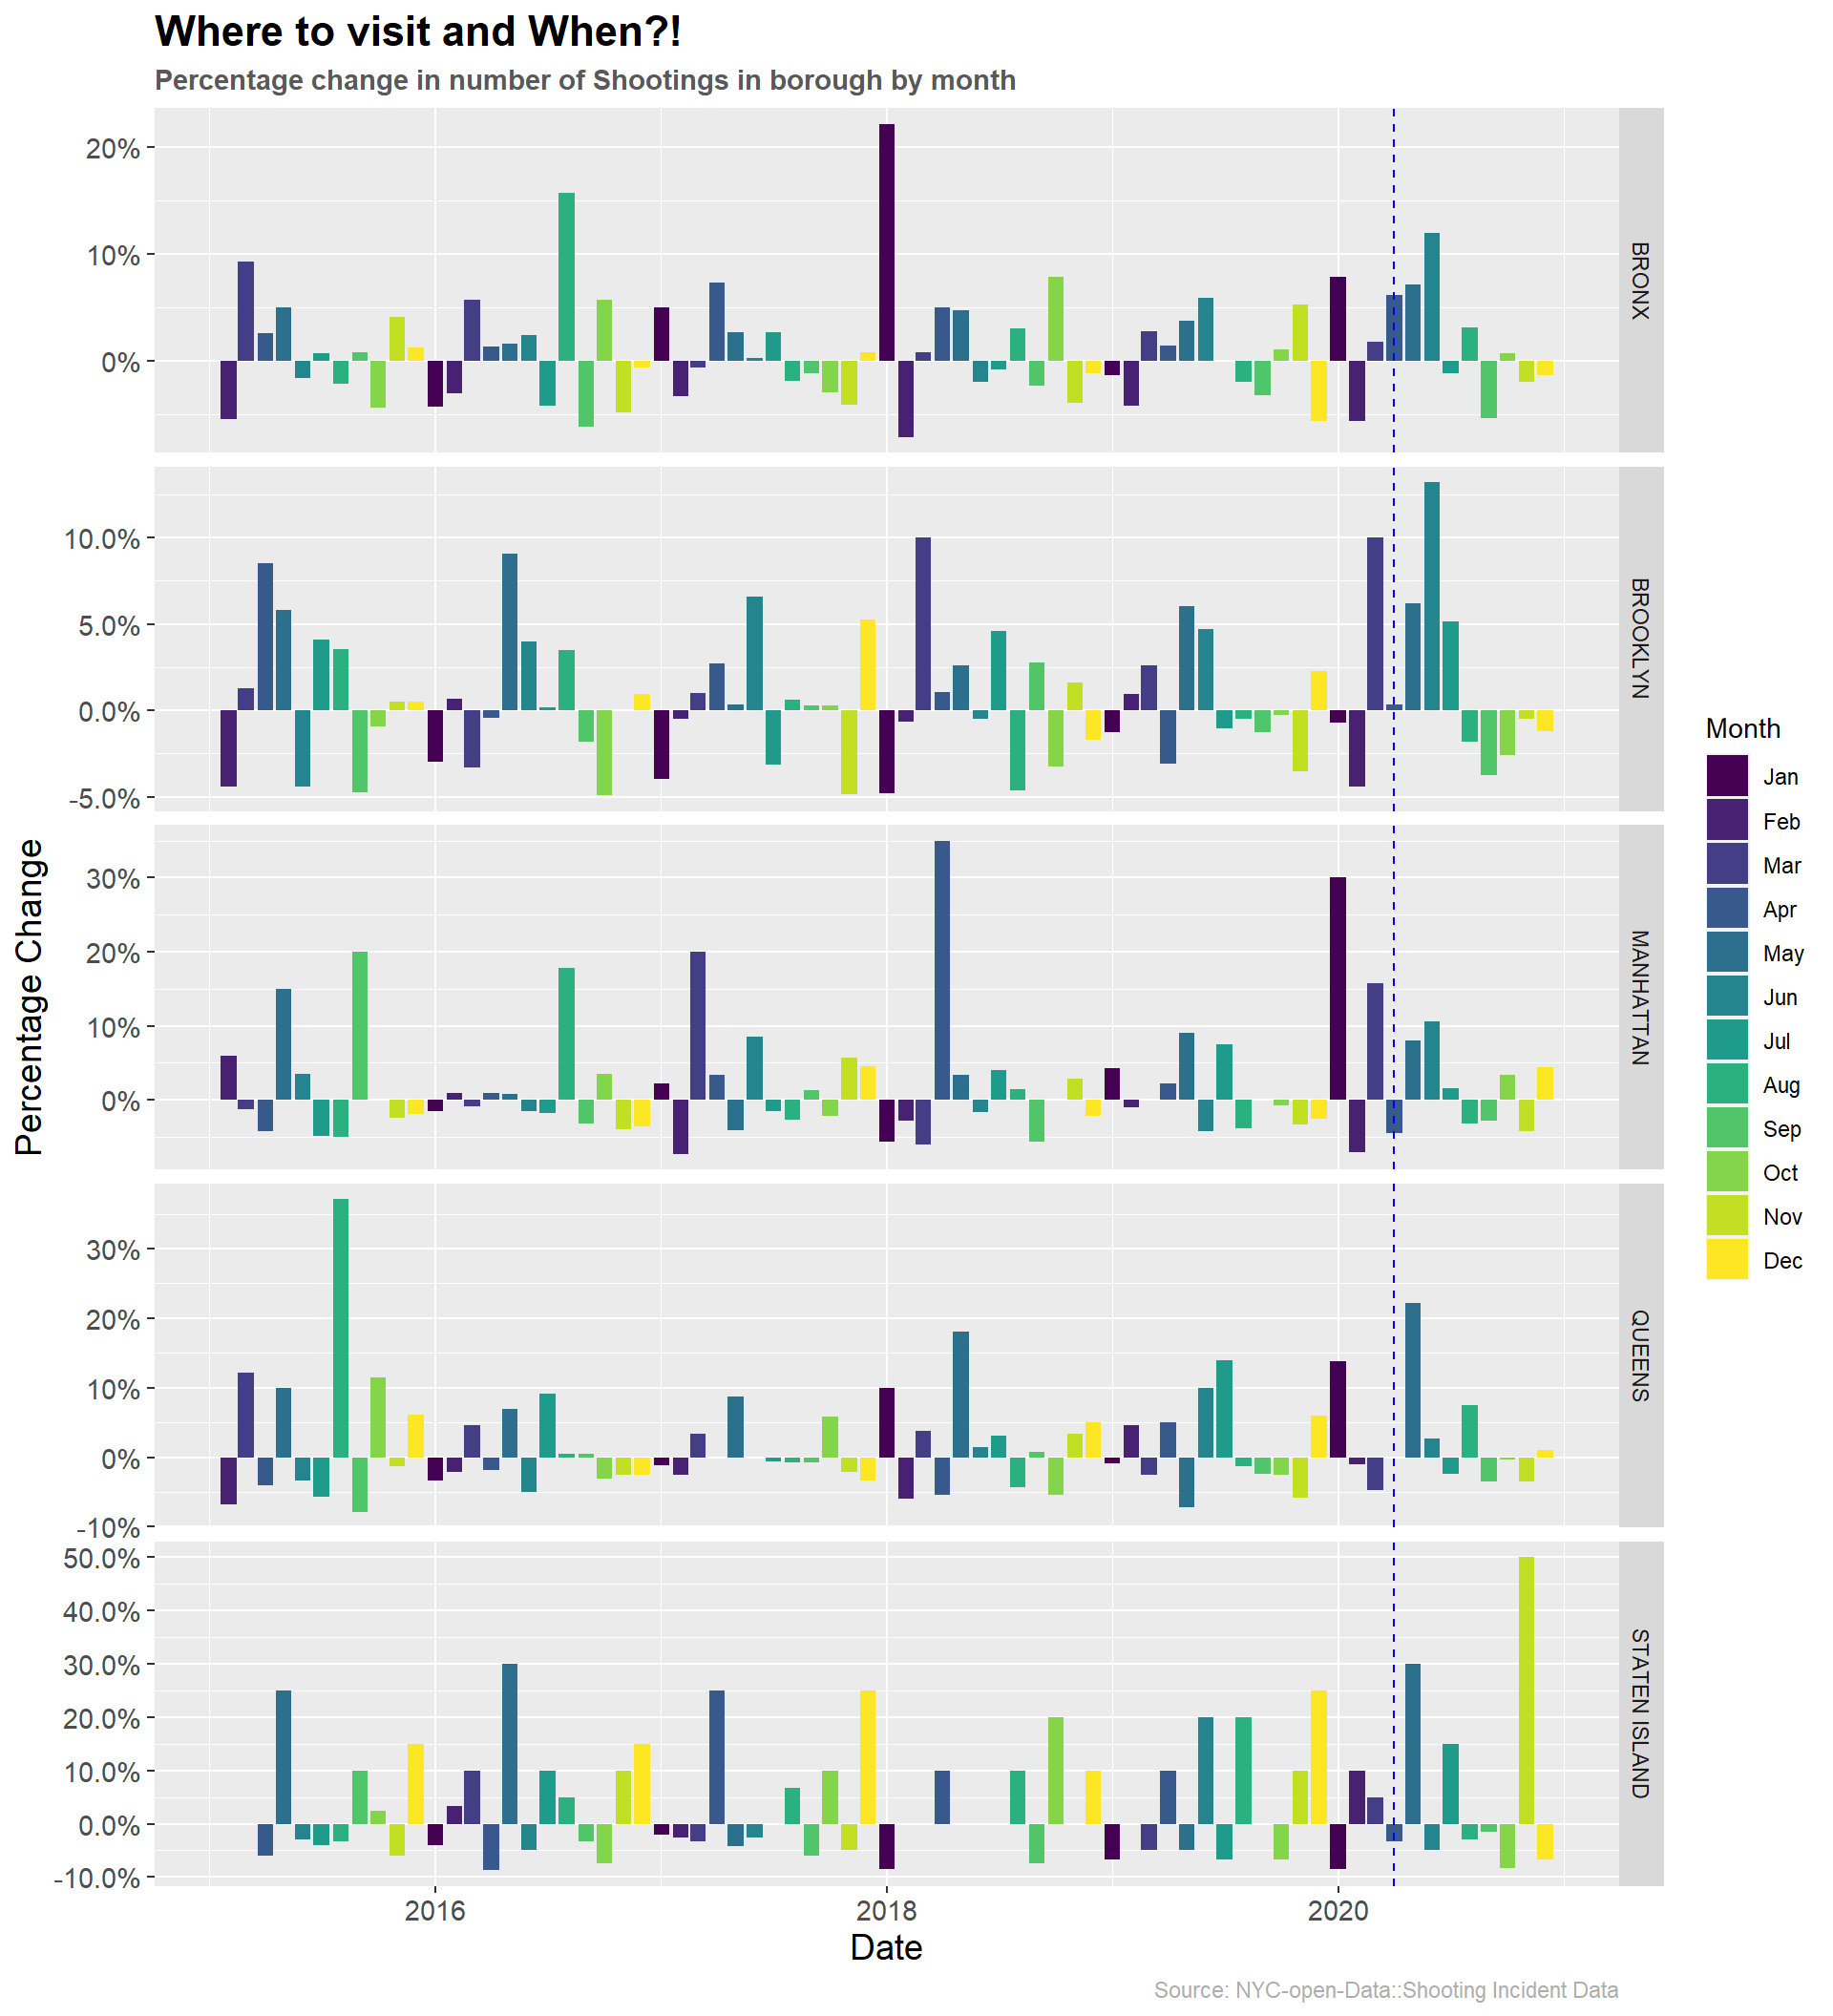 Where to visit and When?!
Percentage change in number of Shootings in borough by month
20%
10%
0%
BRONX
10.0%
5.0%
0.0%
-5.0%
BROOKLYN
30%
20%
10%
0%
MANHATTAN
30%
20%
10%
0%
-10%
QUEENS
50.0%
40.0%
30.0%
20.0%
10.0%
0.0%
-10.0%
STATEN ISLAND
Percentage Change
2016
2018
2020
Date
Month
Jan
Feb
Mar
Apr
May
Jun
Jul
Aug
Sep
Oct
Nov
Dec
Source: NYC-open-Data::Shooting Incident Data